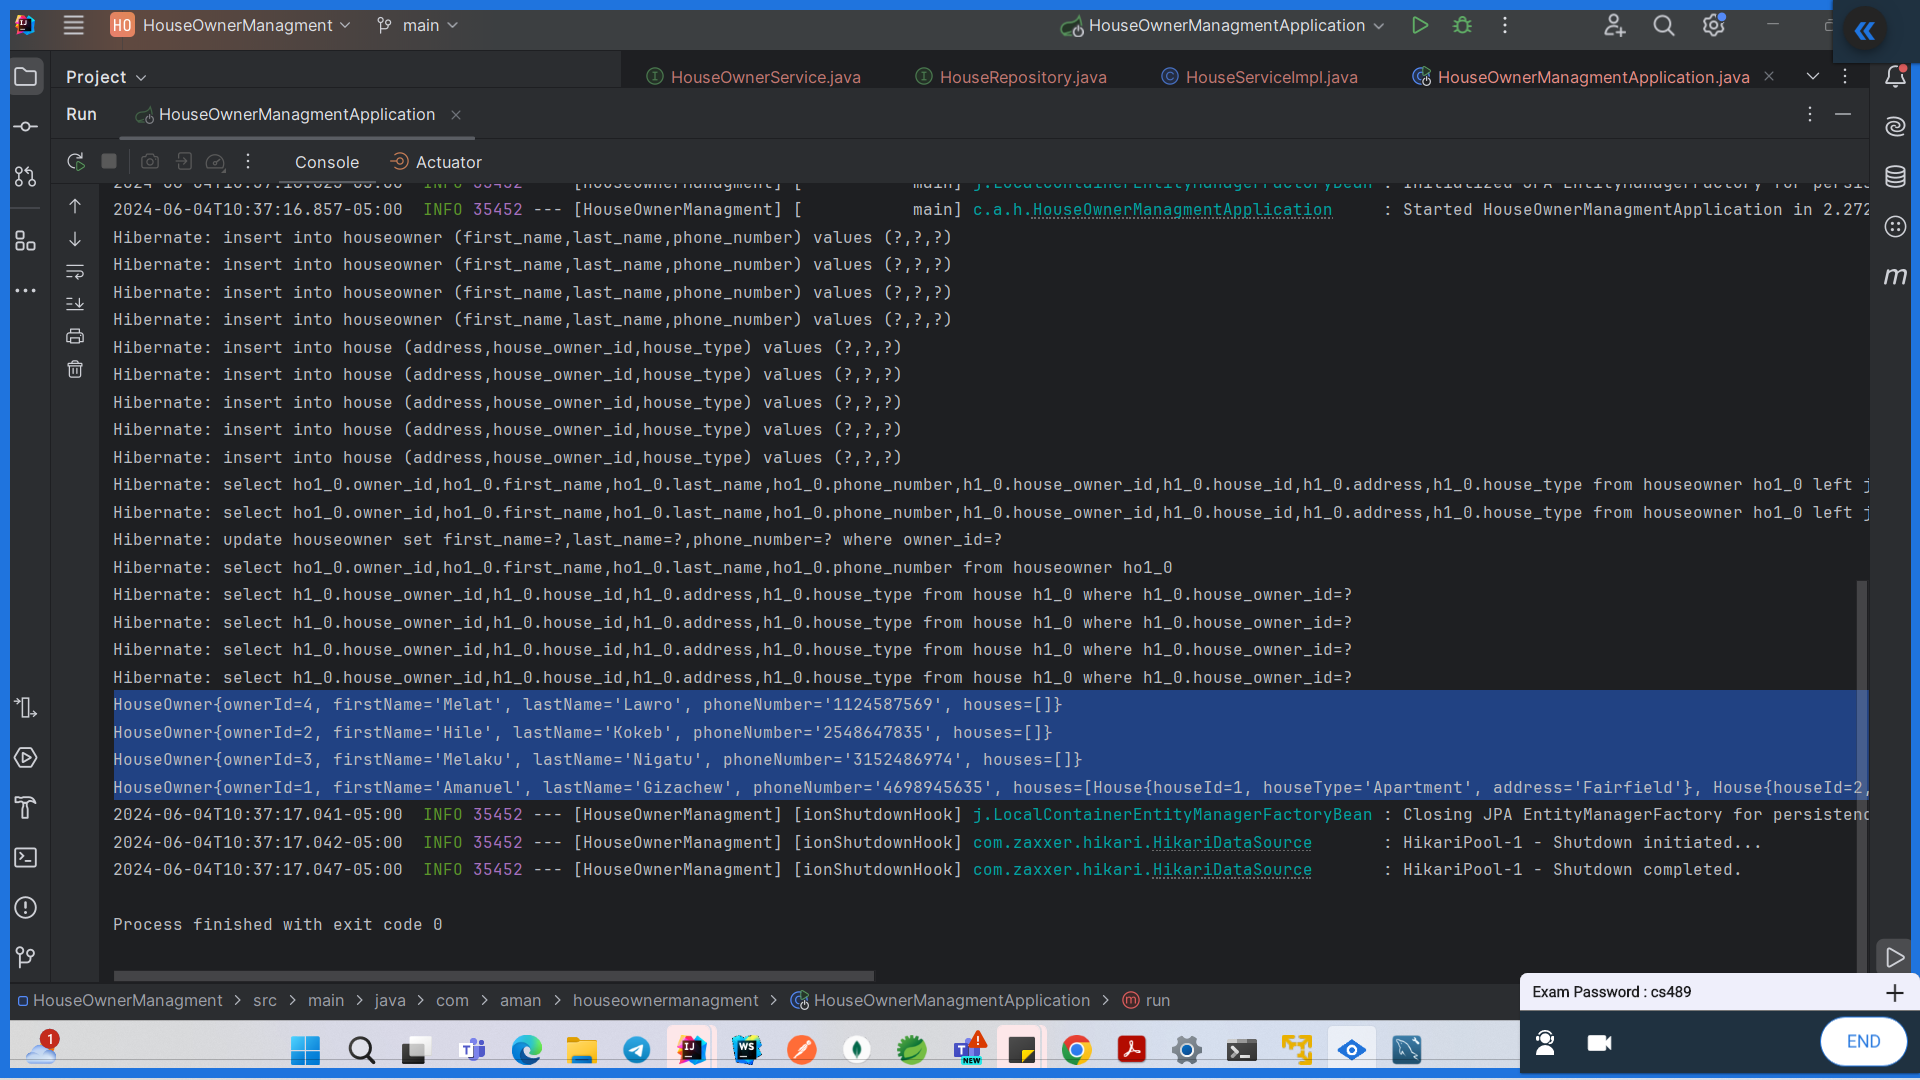 HO HouseOwnerManagment main HouseOwnerManagmentApplication
Project HouseOwnerService.java HouseRepository.java HouseServiceImpl.java HouseOwnerManagmentApplication.java
Run HouseOwnerManagmentApplication
Console Actuator
2024-06-04T10:37:16.857-05:00 INFO 35452 --- [HouseOwnerManagment] [ main] c.a.h.HouseOwnerManagmentApplication : Started HouseOwnerManagmentApplication in 2.272
Hibernate: insert into houseowner (first_name,last_name,phone_number) values (?,?,?)
Hibernate: insert into houseowner (first_name,last_name,phone_number) values (?,?,?)
Hibernate: insert into houseowner (first_name,last_name,phone_number) values (?,?,?)
Hibernate: insert into houseowner (first_name,last_name,phone_number) values (?,?,?)
Hibernate: insert into house (address,house_owner_id,house_type) values (?,?,?)
Hibernate: insert into house (address,house_owner_id,house_type) values (?,?,?)
Hibernate: insert into house (address,house_owner_id,house_type) values (?,?,?)
Hibernate: insert into house (address,house_owner_id,house_type) values (?,?,?)
Hibernate: insert into house (address,house_owner_id,house_type) values (?,?,?)
Hibernate: select ho1_0.owner_id,ho1_0.first_name,ho1_0.last_name,ho1_0.phone_number,h1_0.house_owner_id,h1_0.house_id,h1_0.address,h1_0.house_type from houseowner ho1_0 left j
Hibernate: select ho1_0.owner_id,ho1_0.first_name,ho1_0.last_name,ho1_0.phone_number,h1_0.house_owner_id,h1_0.house_id,h1_0.address,h1_0.house_type from houseowner ho1_0 left j
Hibernate: update houseowner set first_name=?,last_name=?,phone_number=? where owner_id=?
Hibernate: select ho1_0.owner_id,ho1_0.first_name,ho1_0.last_name,ho1_0.phone_number from houseowner ho1_0
Hibernate: select h1_0.house_owner_id,h1_0.house_id,h1_0.address,h1_0.house_type from house h1_0 where h1_0.house_owner_id=?
Hibernate: select h1_0.house_owner_id,h1_0.house_id,h1_0.address,h1_0.house_type from house h1_0 where h1_0.house_owner_id=?
Hibernate: select h1_0.house_owner_id,h1_0.house_id,h1_0.address,h1_0.house_type from house h1_0 where h1_0.house_owner_id=?
Hibernate: select h1_0.house_owner_id,h1_0.house_id,h1_0.address,h1_0.house_type from house h1_0 where h1_0.house_owner_id=?
HouseOwner{ownerId=4, firstName='Melat', lastName='Lawro', phoneNumber='1124587569', houses=[]}
HouseOwner{ownerId=2, firstName='Hile', lastName='Kokeb', phoneNumber='2548647835', houses=[]}
HouseOwner{ownerId=3, firstName='Melaku', lastName='Nigatu', phoneNumber='3152486974', houses=[]}
HouseOwner{ownerId=1, firstName='Amanuel', lastName='Gizachew', phoneNumber='4698945635', houses=[House{houseId=1, houseType='Apartment', address='Fairfield'}, House{houseId=2,
2024-06-04T10:37:17.041-05:00 INFO 35452 --- [HouseOwnerManagment] [ionShutdownHook] j.LocalContainerEntityManagerFactoryBean : Closing JPA EntityManagerFactory for persistenc
2024-06-04T10:37:17.042-05:00 INFO 35452 --- [HouseOwnerManagment] [ionShutdownHook] com.zaxxer.hikari.HikariDataSource : HikariPool-1 - Shutdown initiated...
2024-06-04T10:37:17.047-05:00 INFO 35452 --- [HouseOwnerManagment] [ionShutdownHook] com.zaxxer.hikari.HikariDataSource : HikariPool-1 - Shutdown completed.
Process finished with exit code 0
HouseOwnerManagment > src > main > java > com > aman > houseownermanagment > HouseOwnerManagmentApplication > run
Exam Password : cs489
END